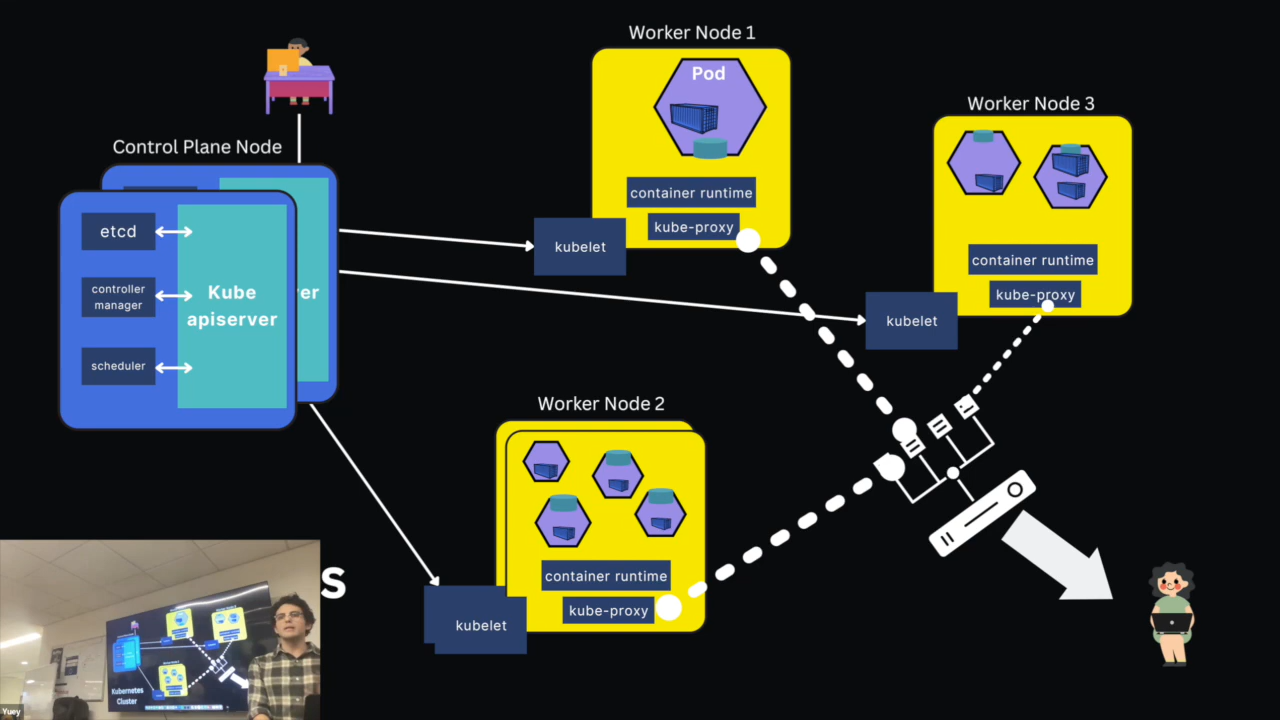 Worker Node 1
Pod
container runtime
kube-proxy
kubelet
Worker Node 3
container runtime
kube-proxy
kubelet
Control Plane Node
etcd
controller
manager
scheduler
Kube
apiserver
er
Worker Node 2
container runtime
kube-proxy
kubelet
s
Kubernetes
Cluster
Yuey